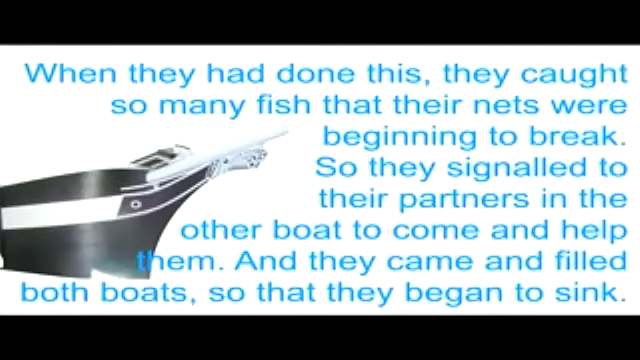 When they had done this, they caught
so many fish that their nets were
beginning to break.
So they signalled to
their partners in the
other boat to come and help
them. And they came and filled
both boats, so that they began to sink.